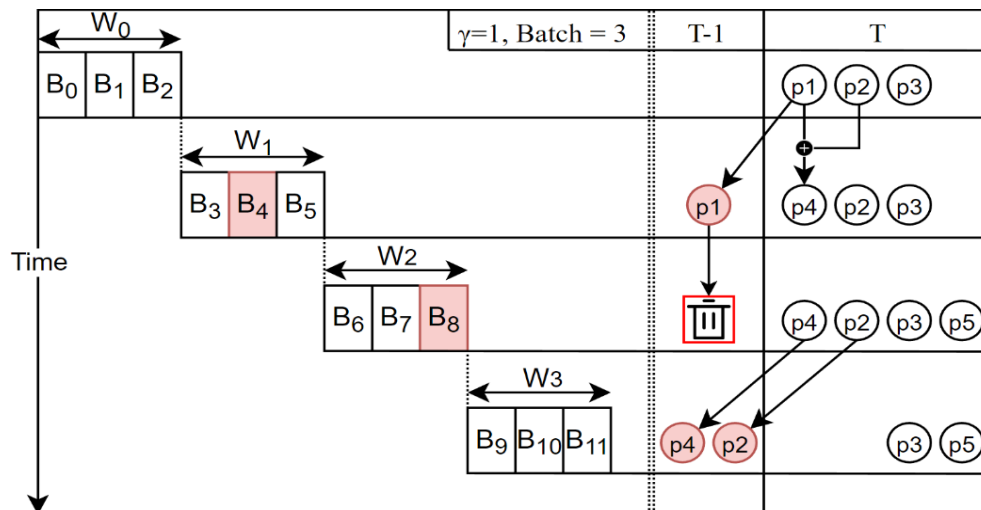 W₀
γ=1, Batch = 3 T-1 T
B₀ B₁ B₂ p1 p2 p3
W₁
B₃ B₄ B₅ p1 p4 p2 p3
Time
W2
B₆ B₇ B₈ p4 p2 p3 p5
W3
B₉ B₁₀ B₁₁ p4 p2 p3 p5